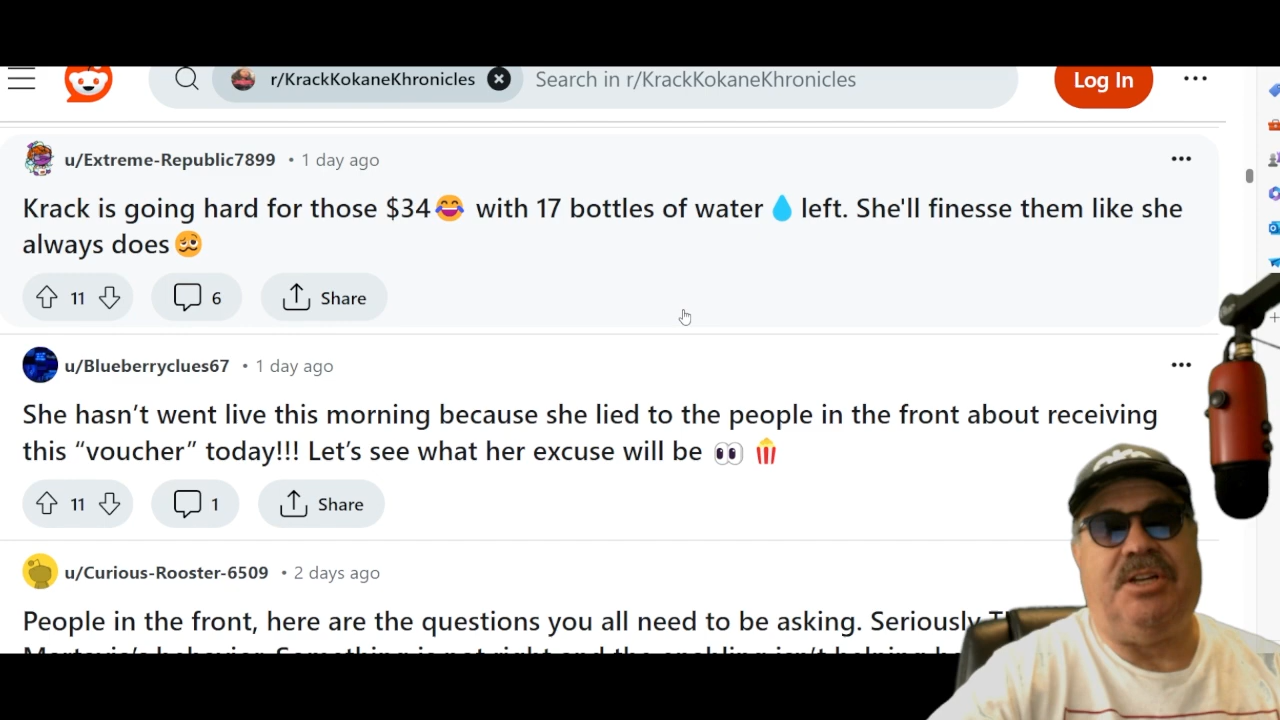 r/KrackKokaneKhronicles Search in r/KrackKokaneKhronicles Log In
u/Extreme-Republic7899 • 1 day ago
Krack is going hard for those $34😂 with 17 bottles of water💧left. She'll finesse them like she
always does🥴
11 6 Share
u/Blueberryclues67 • 1 day ago
She hasn’t went live this morning because she lied to the people in the front about receiving
this “voucher” today!!! Let’s see what her excuse will be 👀 🍿
11 1 Share
u/Curious-Rooster-6509 • 2 days ago
People in the front, here are the questions you all need to be asking. Seriously